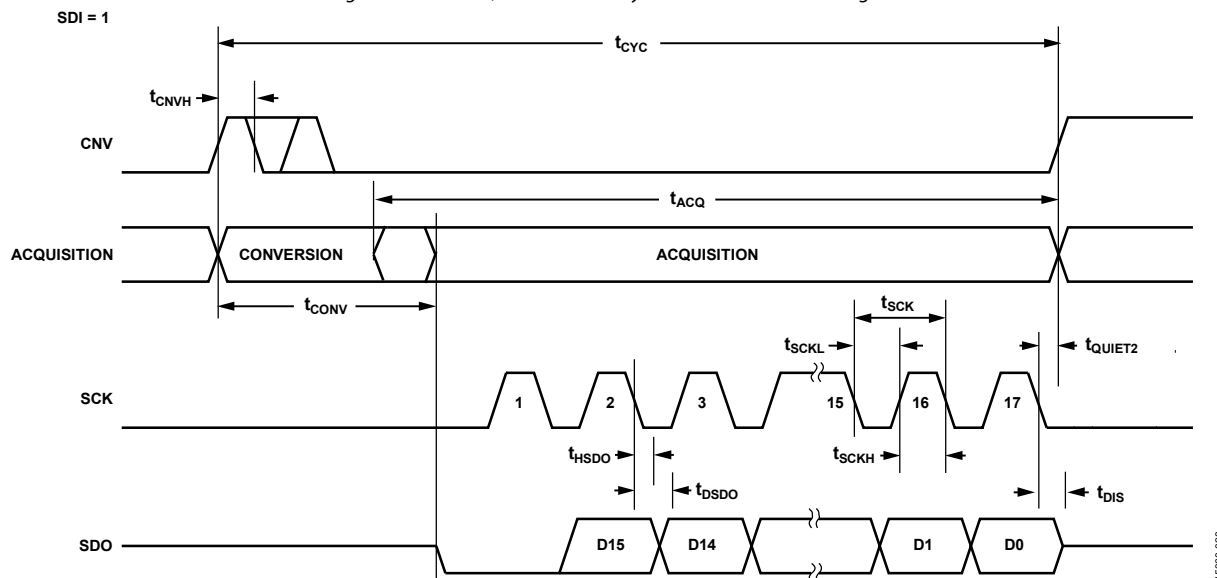 SDI = 1
tCYC
tCNVH
CNV
tACQ
ACQUISITION
CONVERSION
ACQUISITION
tCONV
tSCK
tSCKL
tQUIET2
SCK
1
2
3
15
16
17
tHSDO
tSCKH
tDSDO
tDIS
SDO
D15
D14
D1
D0